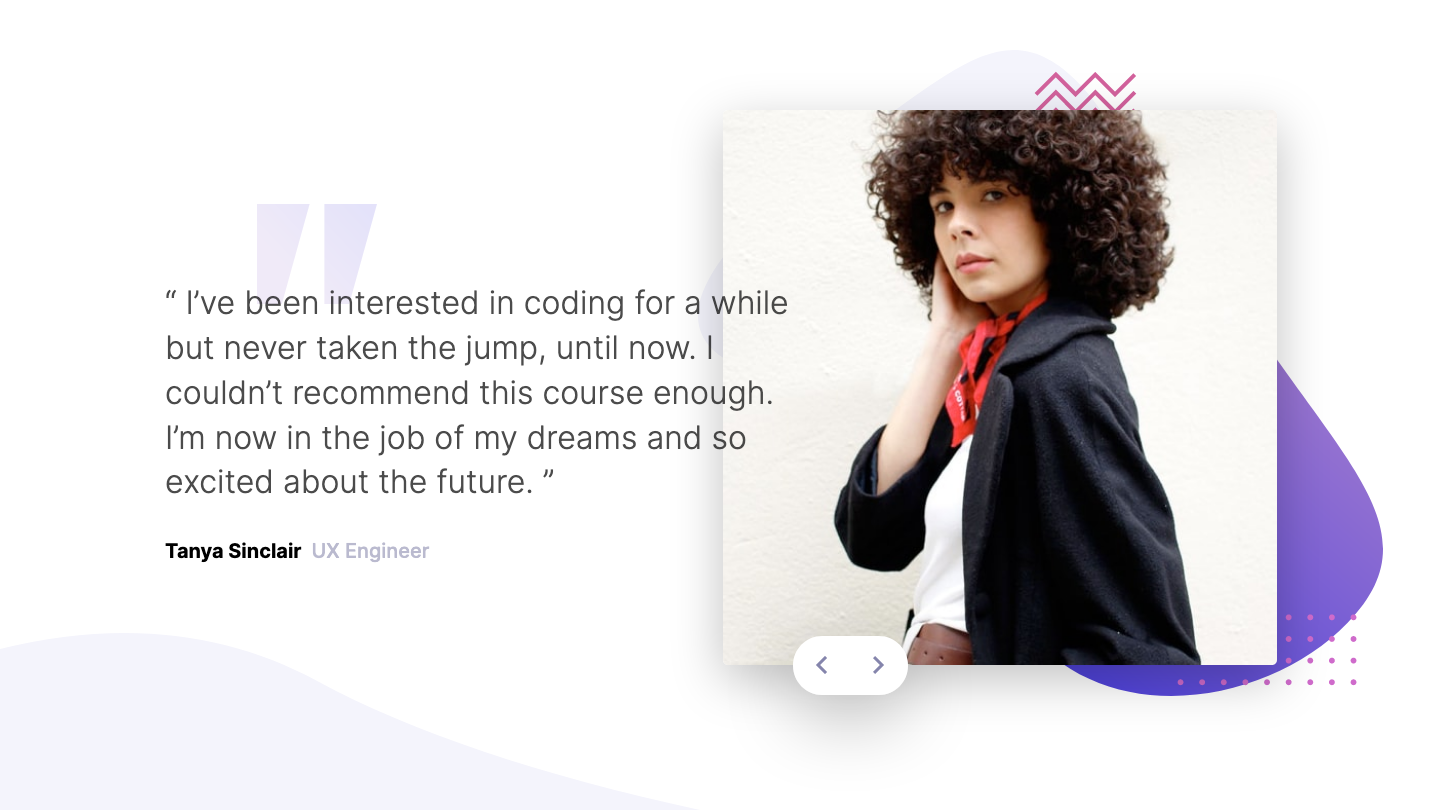 “ I’ve been interested in coding for a while
but never taken the jump, until now. I
couldn’t recommend this course enough.
I’m now in the job of my dreams and so
excited about the future. ”
Tanya Sinclair UX Engineer